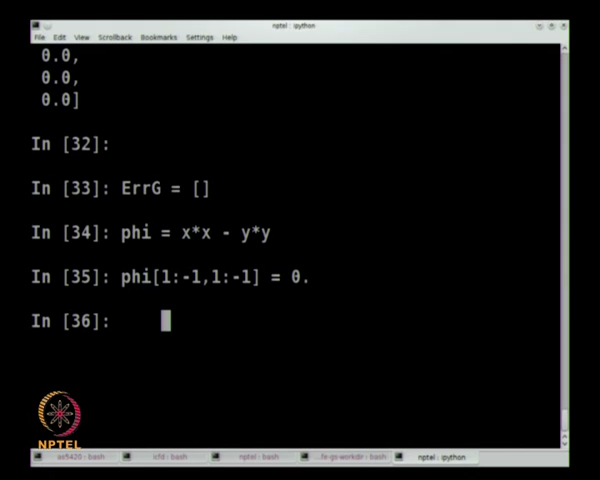 nptel : ipython
File Edit View Scrollback Bookmarks Settings Help
0.0,
0.0,
0.0]
In [32]:
In [33]: ErrG = []
In [34]: phi = x*x - y*y
In [35]: phi[1:-1,1:-1] = 0.
In [36]:
NPTEL
as5420 : bash
cfd : bash
nptel : bash
nptel : ipython